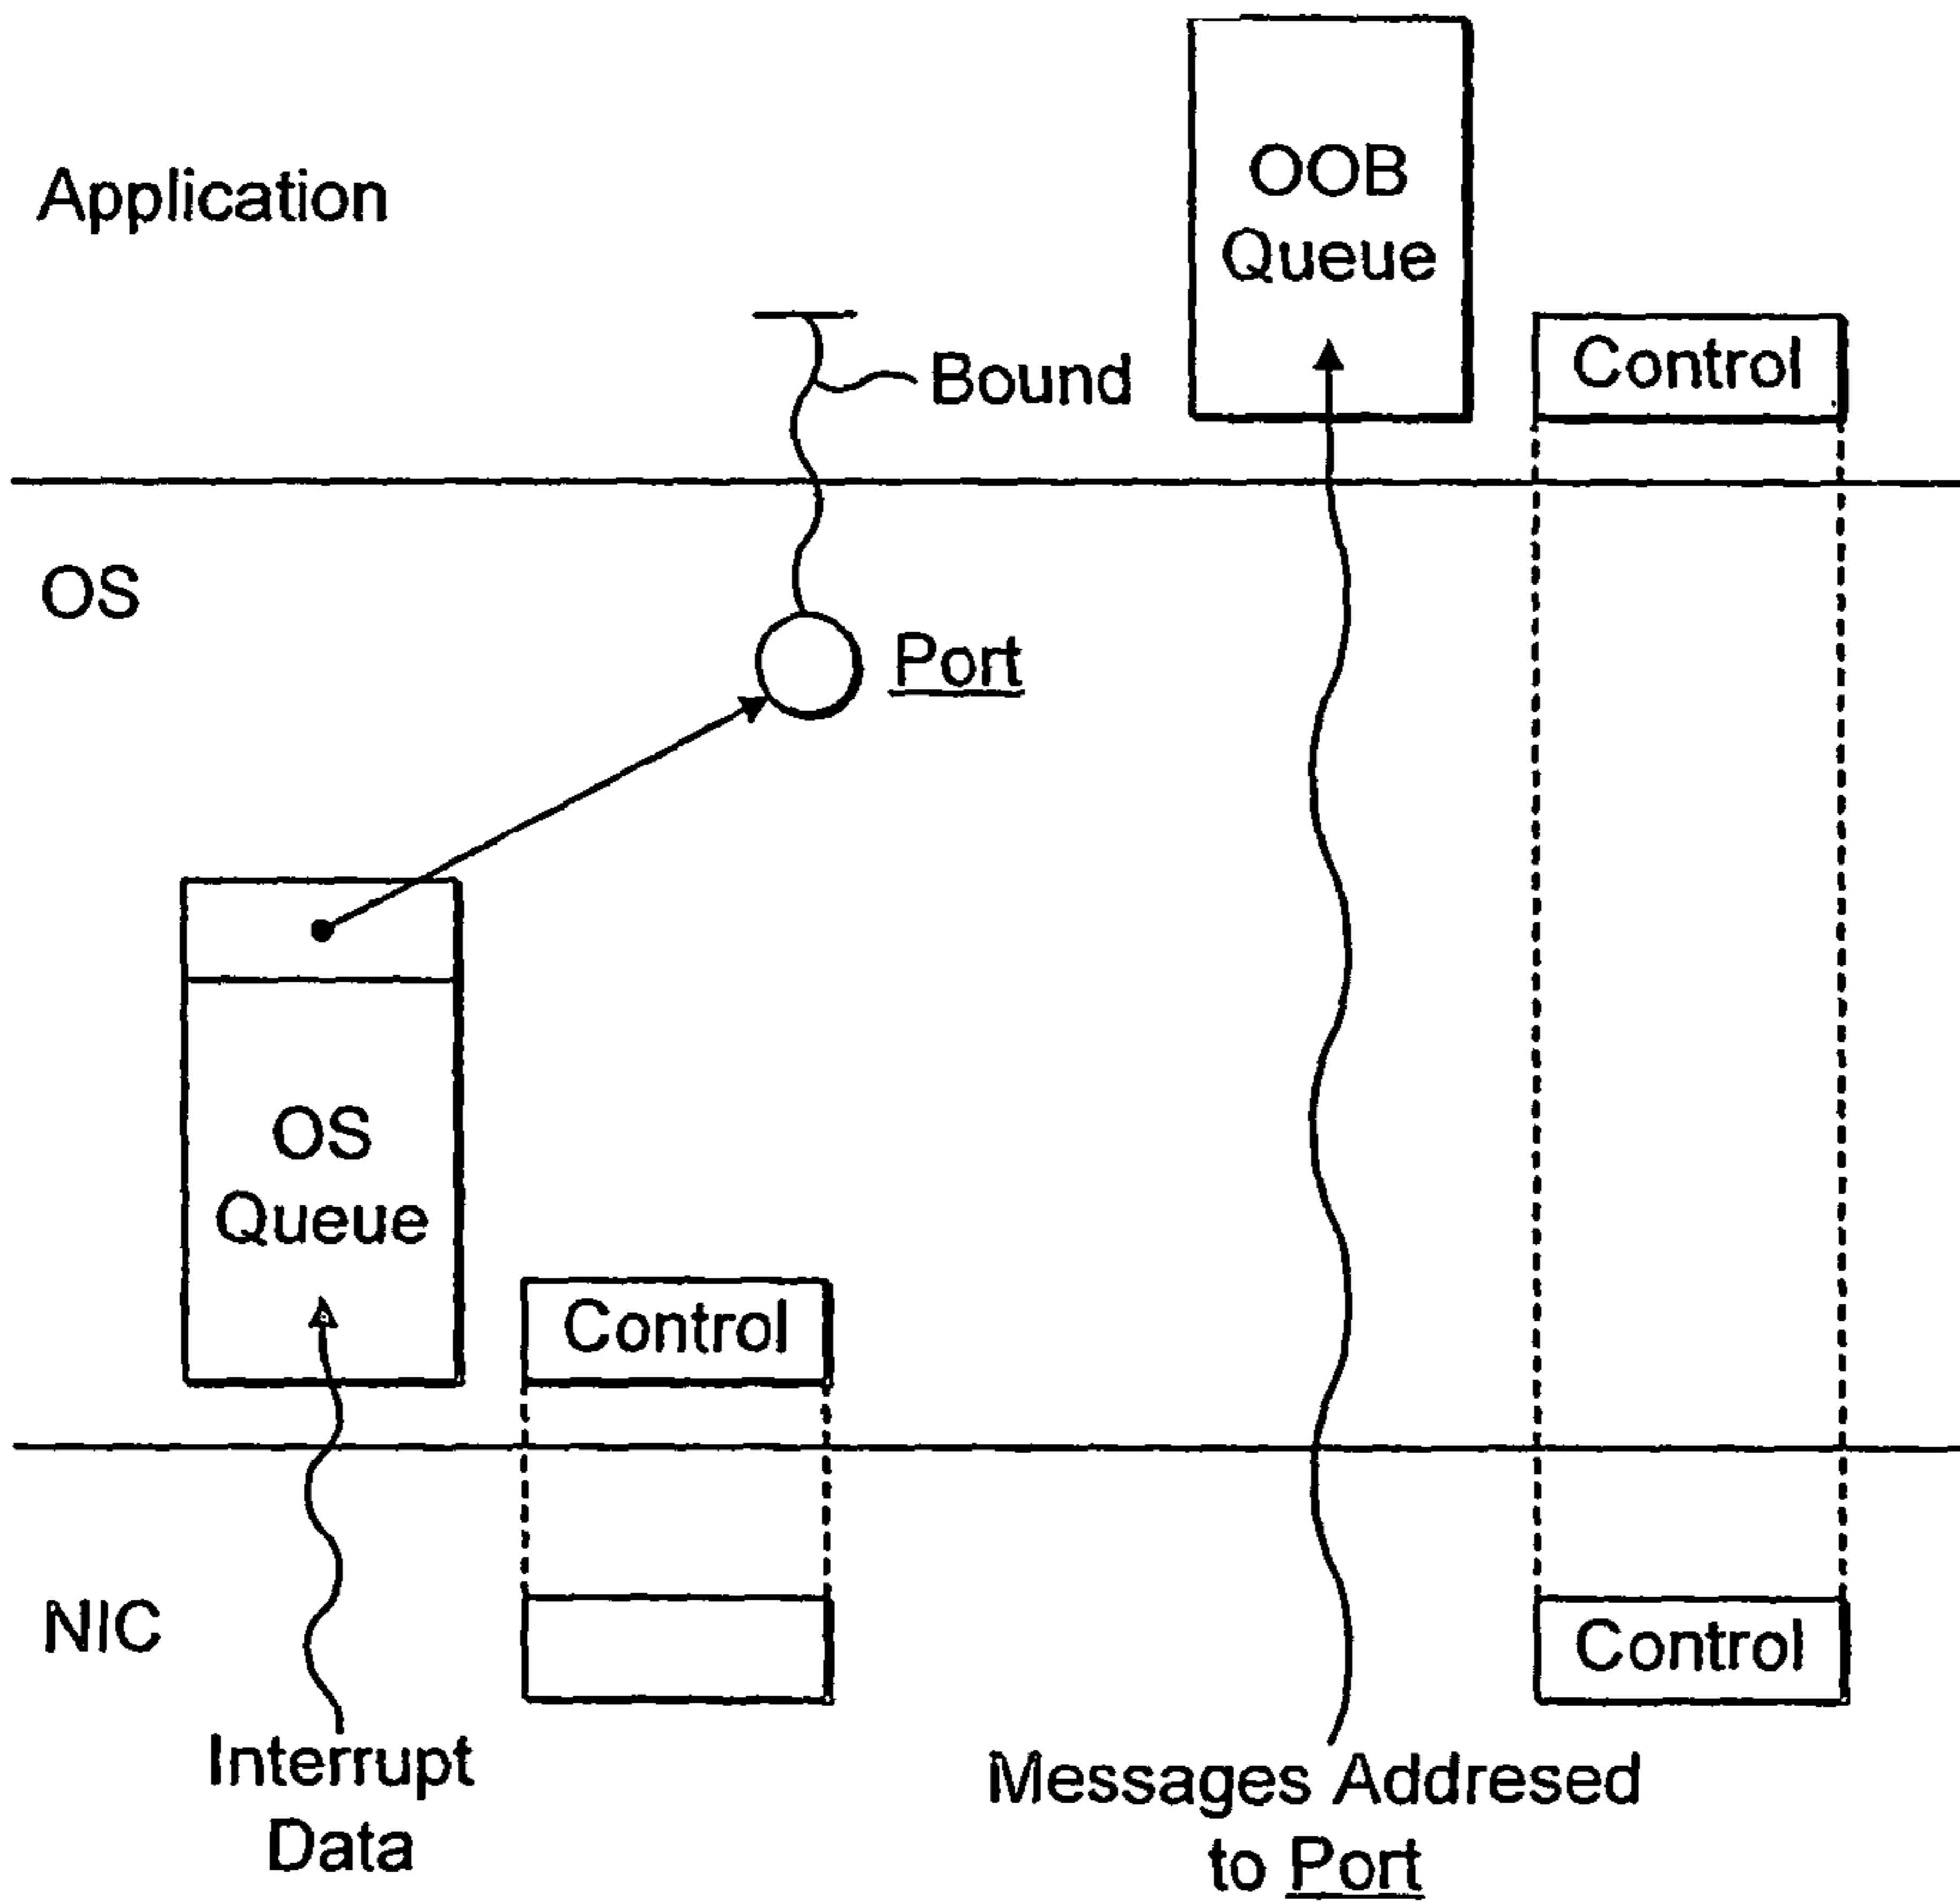 OOB
Queue
Application
Control
Bound
OS
Port
OS
Queue
Control
NIC
Control
Interrupt
Data
Messages Addresed
to Port